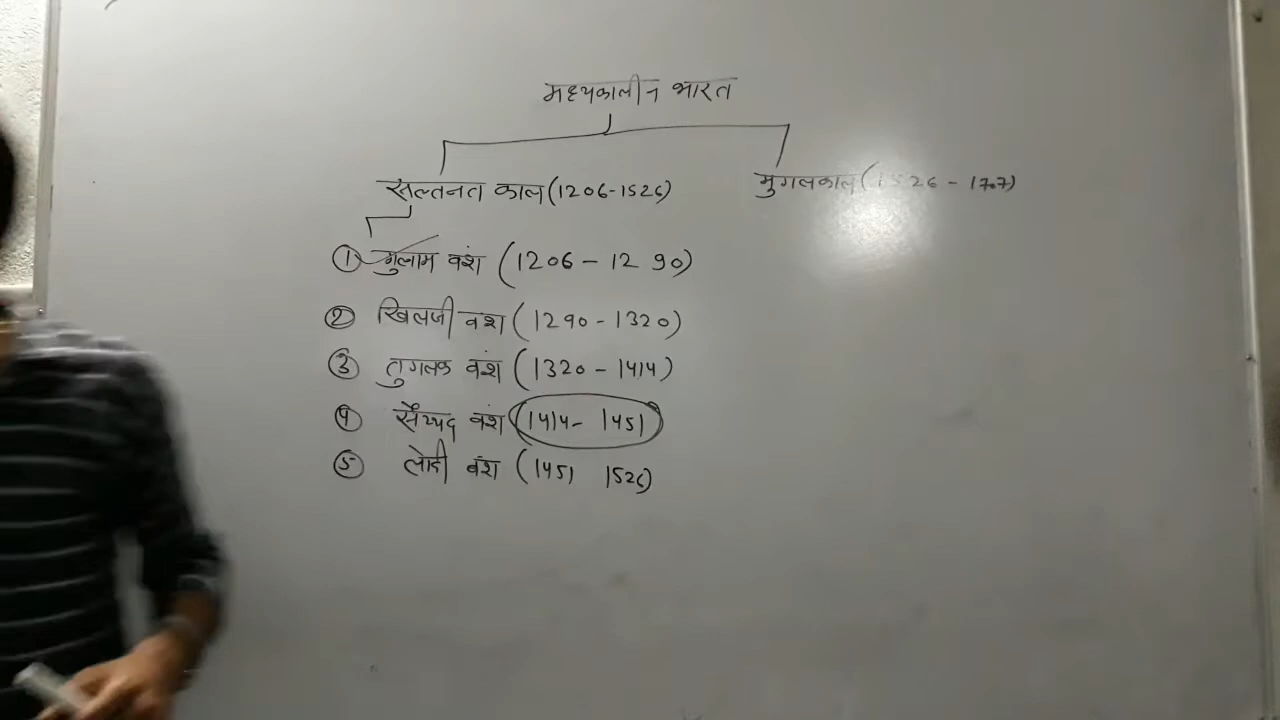 मध्यकालीन भारत
सल्तनत काल (1206-1526) मुगलकाल (1526 - 1707)
① गुलाम वंश (1206 - 1290)
② खिलजी वंश (1290 - 1320)
③ तुगलक वंश (1320 - 1414)
④ सैय्यद वंश (1414 - 1451)
⑤ लोदी वंश (1451 1526)